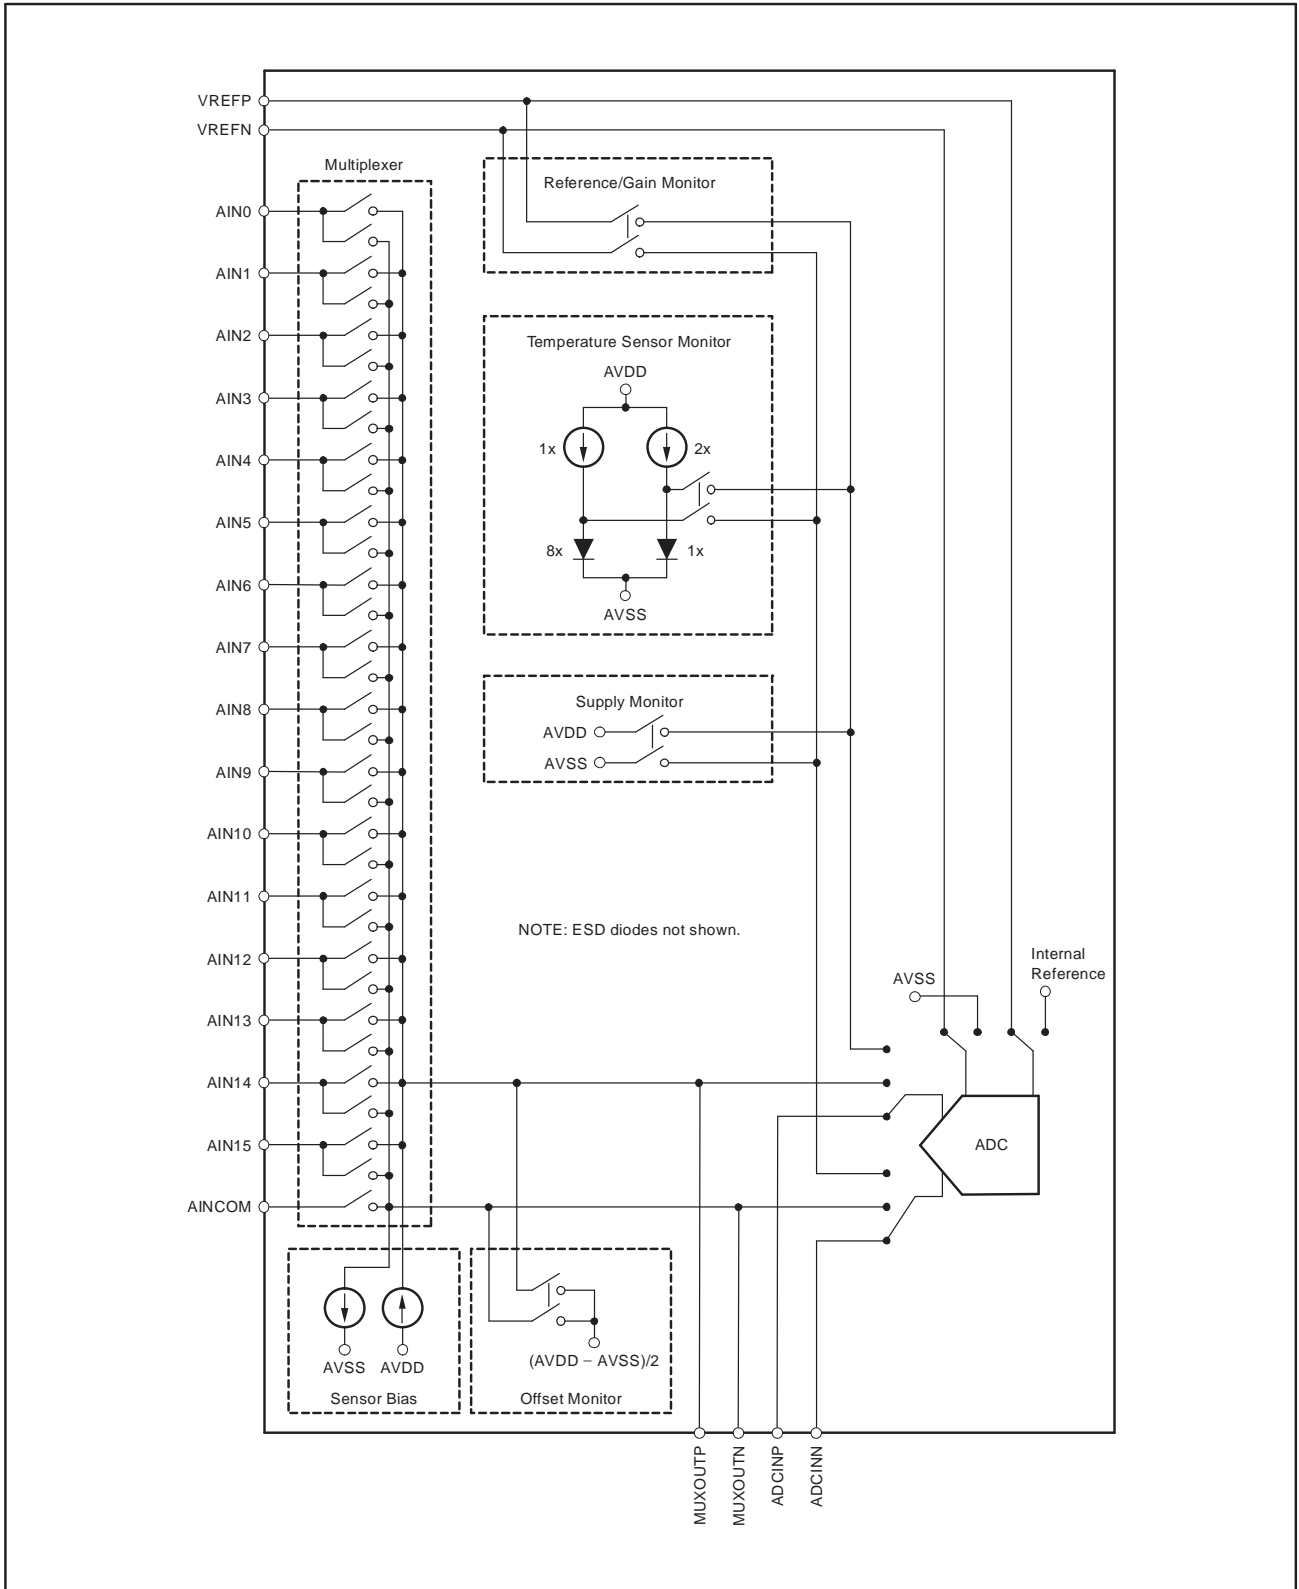 VREFP
VREFN
Multiplexer
Reference/Gain Monitor
AIN0
AIN1
AIN2
AIN3
AIN4
AIN5
AIN6
AIN7
AIN8
AIN9
AIN10
AIN11
AIN12
AIN13
AIN14
AIN15
AINCOM
Temperature Sensor Monitor
AVDD
1x
2x
8x
1x
AVSS
Supply Monitor
AVDD
AVSS
NOTE: ESD diodes not shown.
Internal
Reference
AVSS
ADC
AVSS
AVDD
Sensor Bias
(AVDD − AVSS)/2
Offset Monitor
MUXOUTP
MUXOUTN
ADCINP
ADCINN